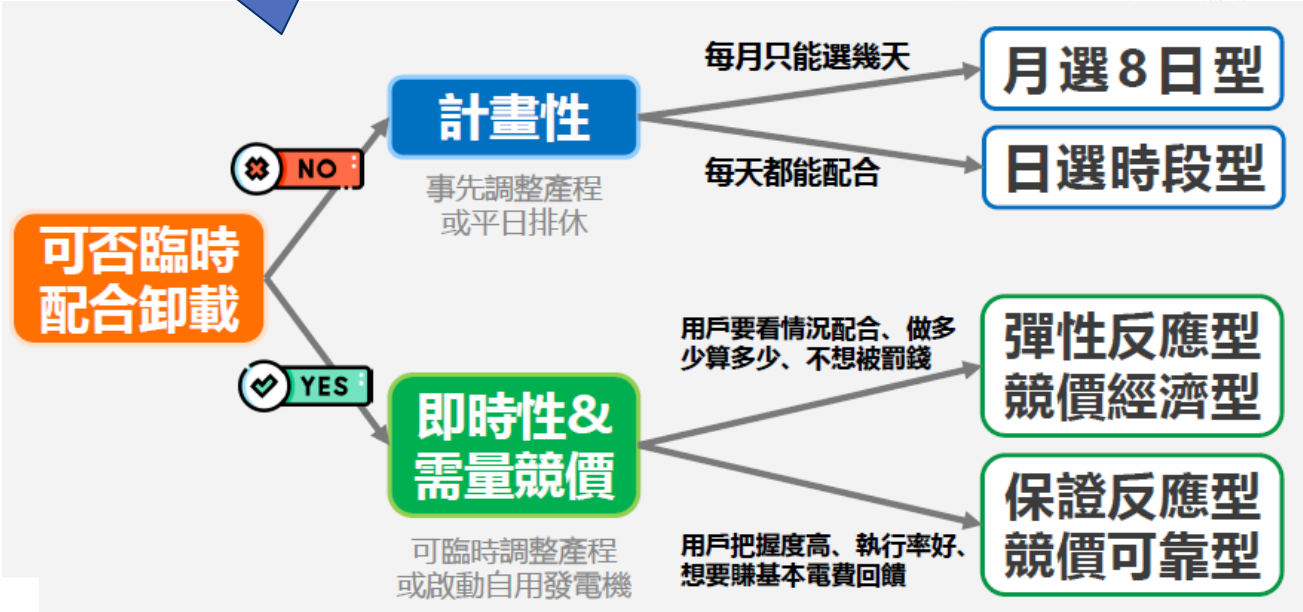 可否臨時
配合卸載
NO
YES
計畫性
事先調整產程
或平日排休
每月只能選幾天
每天都能配合
月選8日型
日選時段型
即時性&
需量競價
可臨時調整產程
或啟動自用發電機
用戶要看情況配合、做多
少算多少、不想被罰錢
用戶把握度高、執行率好、
想要賺基本電費回饋
彈性反應型
競價經濟型
保證反應型
競價可靠型